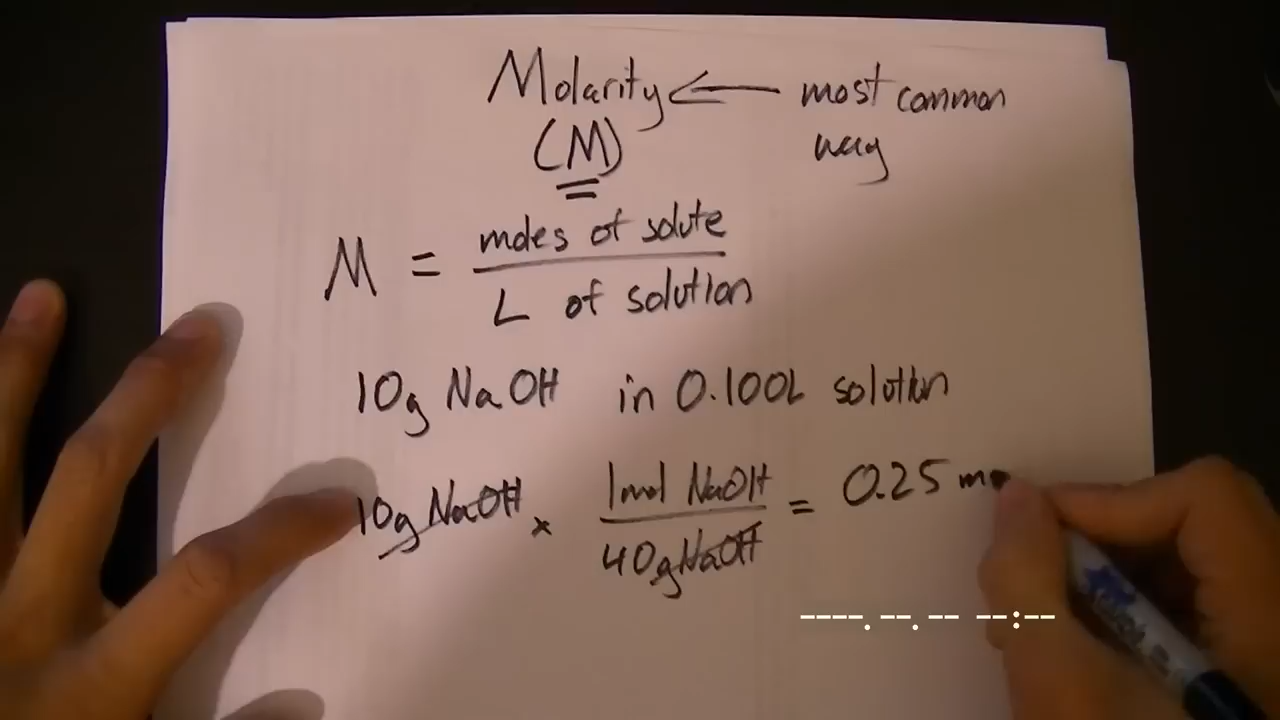 Molarity ← most common
(M) way
M = moles of solute
L of solution
10g NaOH in 0.100L solution
10g NaOH x 1mol NaOH = 0.25 mo
40g NaOH
----.--.-- --:--